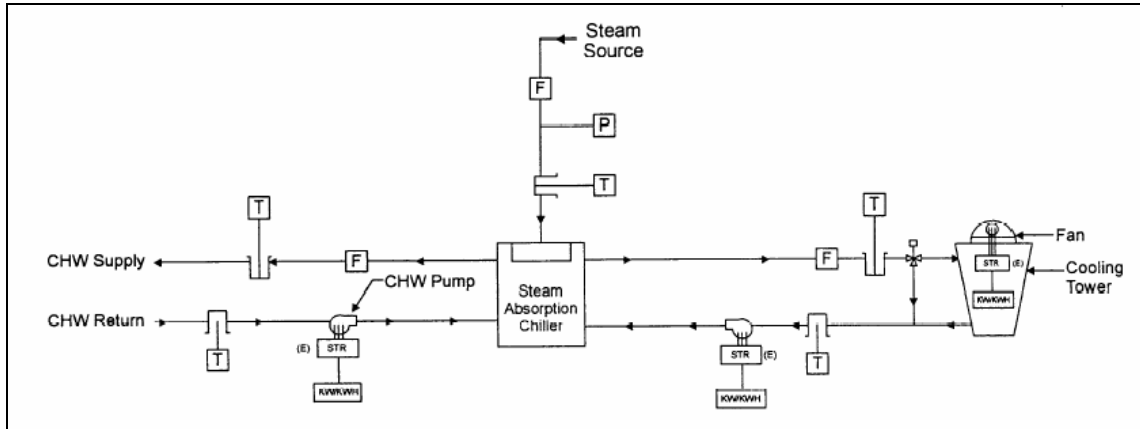 Steam
Source
F
P
T
T
T
CHW Supply
F
F
Fan
STR
(E)
Cooling
Tower
KW/KWH
CHW Pump
Steam
Absorption
Chiller
CHW Return
T
(E)
STR
KW/KWH
STR
(E)
KW/KWH
T